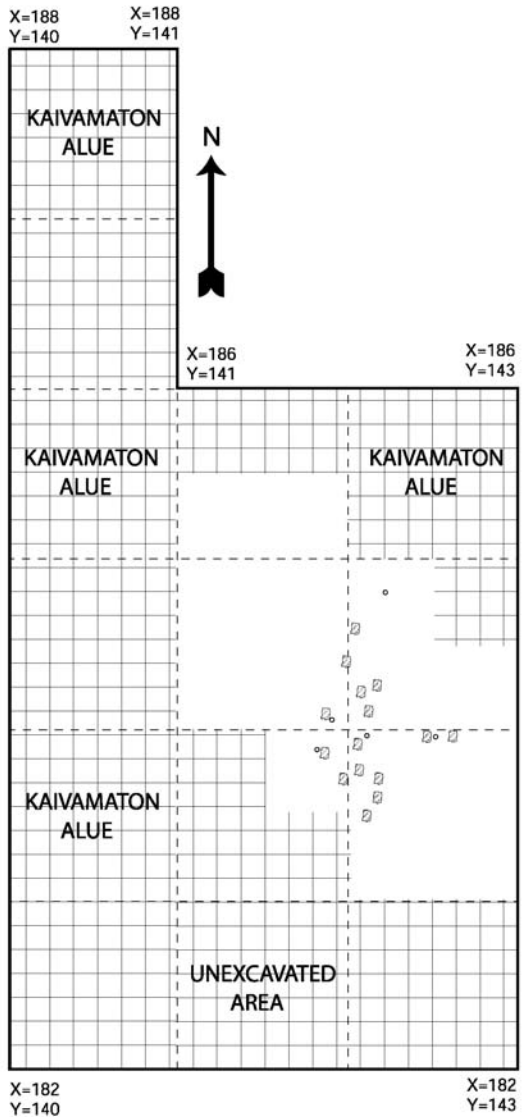 X=188
Y=140
X=188
Y=141
KAIVAMATON
ALUE
N
X=186
Y=141
X=186
Y=143
KAIVAMATON
ALUE
KAIVAMATON
ALUE
KAIVAMATON
ALUE
UNEXCAVATED
AREA
X=182
Y=140
X=182
Y=143